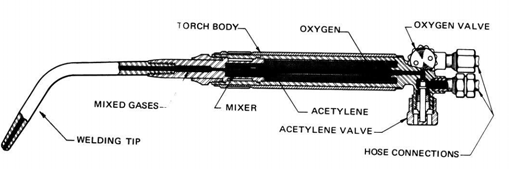 TORCH BODY
OXYGEN
OXYGEN VALVE
MIXED GASES
MIXER
ACETYLENE
ACETYLENE VALVE
WELDING TIP
HOSE CONNECTIONS